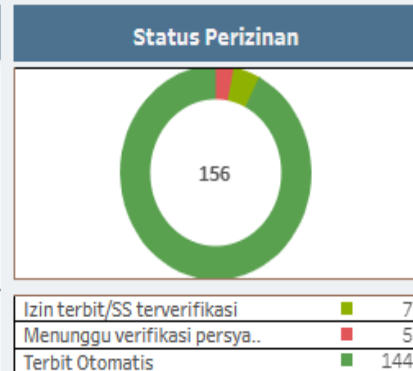 Status Perizinan
156
Izin terbit/SS terverifikasi 7
Menunggu verifikasi persya.. 5
Terbit Otomatis 144